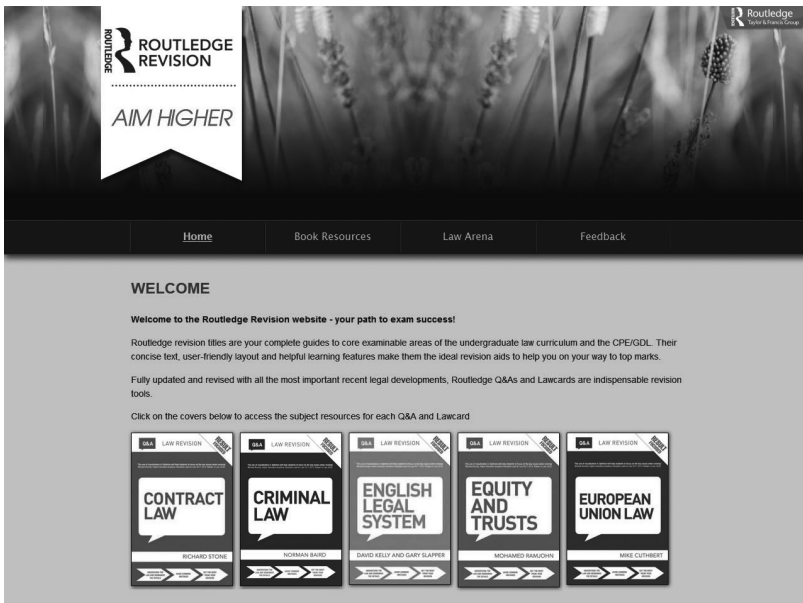 Routledge
Taylor & Francis Group
ROUTLEDGE
ROUTLEDGE
REVISION
AIM HIGHER
Home
Book Resources
Law Arena
Feedback
WELCOME
Welcome to the Routledge Revision website - your path to exam success!
Routledge revision titles are your complete guides to core examinable areas of the undergraduate law curriculum and the CPE/GDL. Their
concise text, user-friendly layout and helpful learning features make them the ideal revision aids to help you on your way to top marks.
Fully updated and revised with all the most important recent legal developments, Routledge Q&As and Lawcards are indispensable revision
tools.
Click on the covers below to access the subject resources for each Q&A and Lawcard
Q&A LAW REVISION
CONTRACT
LAW
RICHARD STONE
Q&A LAW REVISION
CRIMINAL
LAW
NORMAN BAIRD
Q&A LAW REVISION
ENGLISH
LEGAL
SYSTEM
DAVID KELLY AND GARY SLAPPER
Q&A LAW REVISION
EQUITY
AND
TRUSTS
MOHAMED RAMJOHN
Q&A LAW REVISION
EUROPEAN
UNION LAW
MIKE CUTHBERT